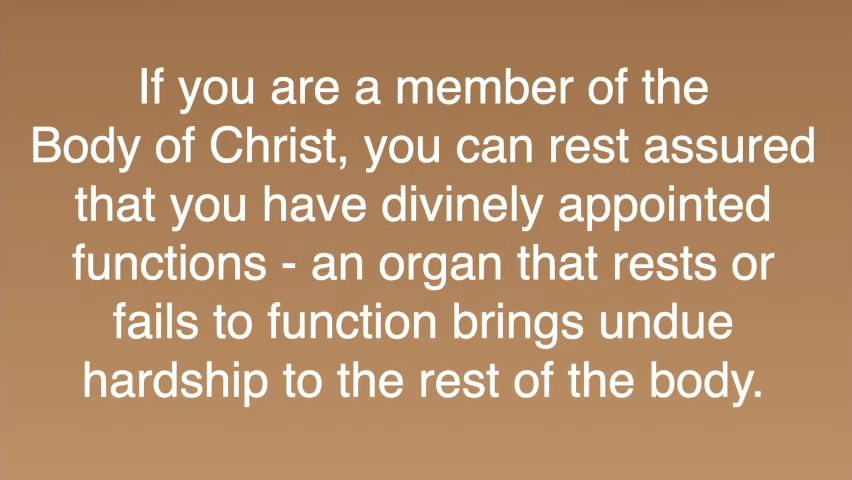 If you are a member of the
Body of Christ, you can rest assured
that you have divinely appointed
functions - an organ that rests or
fails to function brings undue
hardship to the rest of the body.